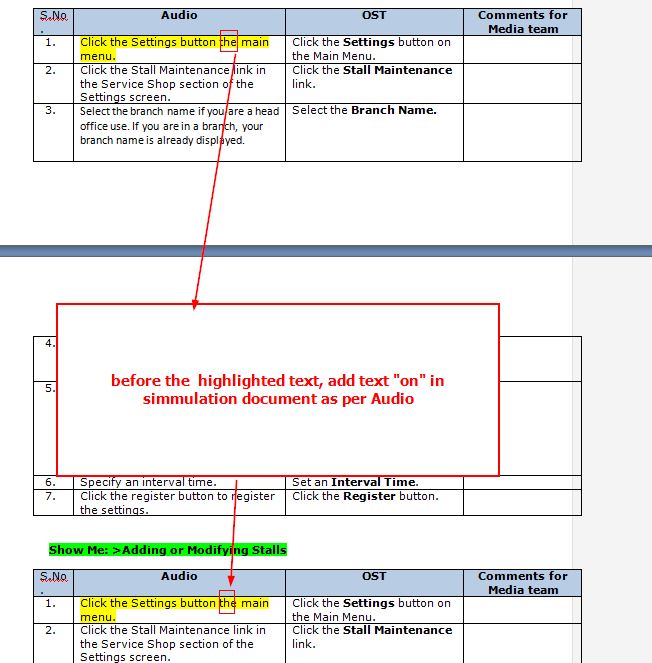 S.No
.
Audio
OST
Comments for
Media team
1.
Click the Settings button the main
menu.
Click the Settings button on
the Main Menu.
2.
Click the Stall Maintenance link in
the Service Shop section of the
Settings screen.
Click the Stall Maintenance
link.
3.
Select the branch name if you are a head
office use. If you are in a branch, your
branch name is already displayed.
Select the Branch Name.
4.
before the  highlighted text, add text "on" in
simmulation document as per Audio
5.
6.
Specify an interval time.
Set an Interval Time.
7.
Click the register button to register
the settings.
Click the Register button.
Show Me: >Adding or Modifying Stalls
S.No
.
Audio
OST
Comments for
Media team
1.
Click the Settings button the main
menu.
Click the Settings button on
the Main Menu.
2.
Click the Stall Maintenance link in
the Service Shop section of the
Settings screen.
Click the Stall Maintenance
link.